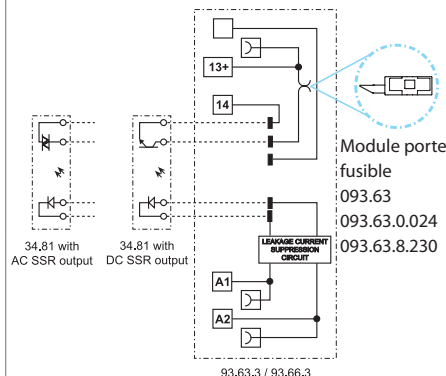 13+
14
Module porte
fusible
093.63
093.63.0.024
093.63.8.230
34.81 with
AC SSR output
34.81 with
DC SSR output
LEAKAGE CURRENT
SUPPRESSION
CIRCUIT
A1
A2
93.63.3 / 93.66.3